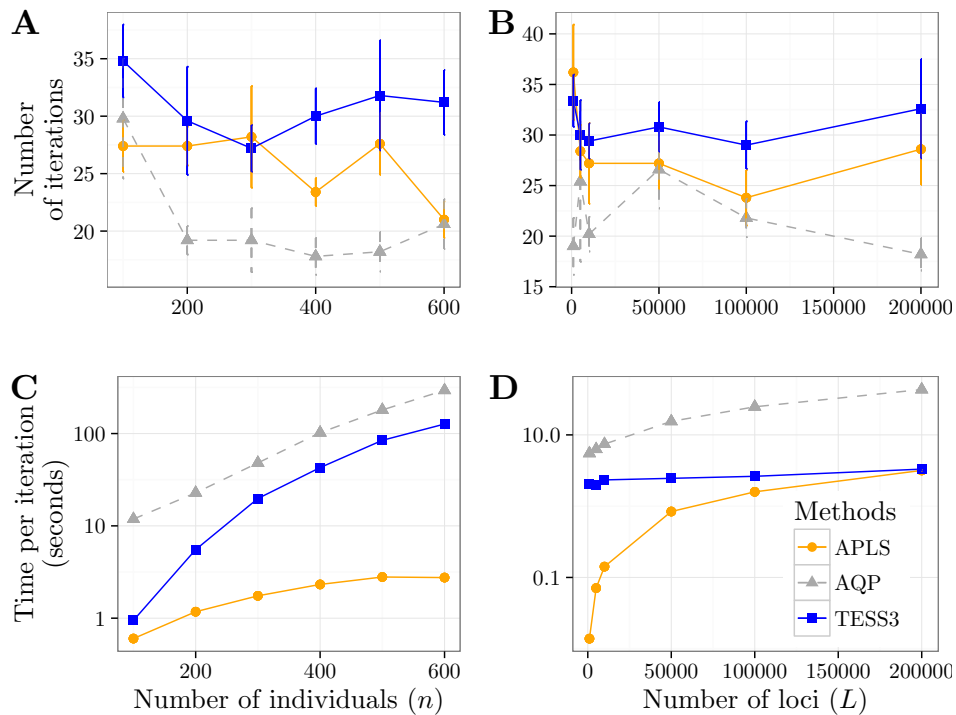 A
B
Number
of iterations
35
30
25
20
200
400
600
40
35
30
25
20
15
0
50000
100000
150000
200000
C
D
Time per iteration
(seconds)
100
10
1
200
400
600
Number of individuals (n)
10.0
0.1
0
50000
100000
150000
200000
Number of loci (L)
Methods
APLS
AQP
TESS3